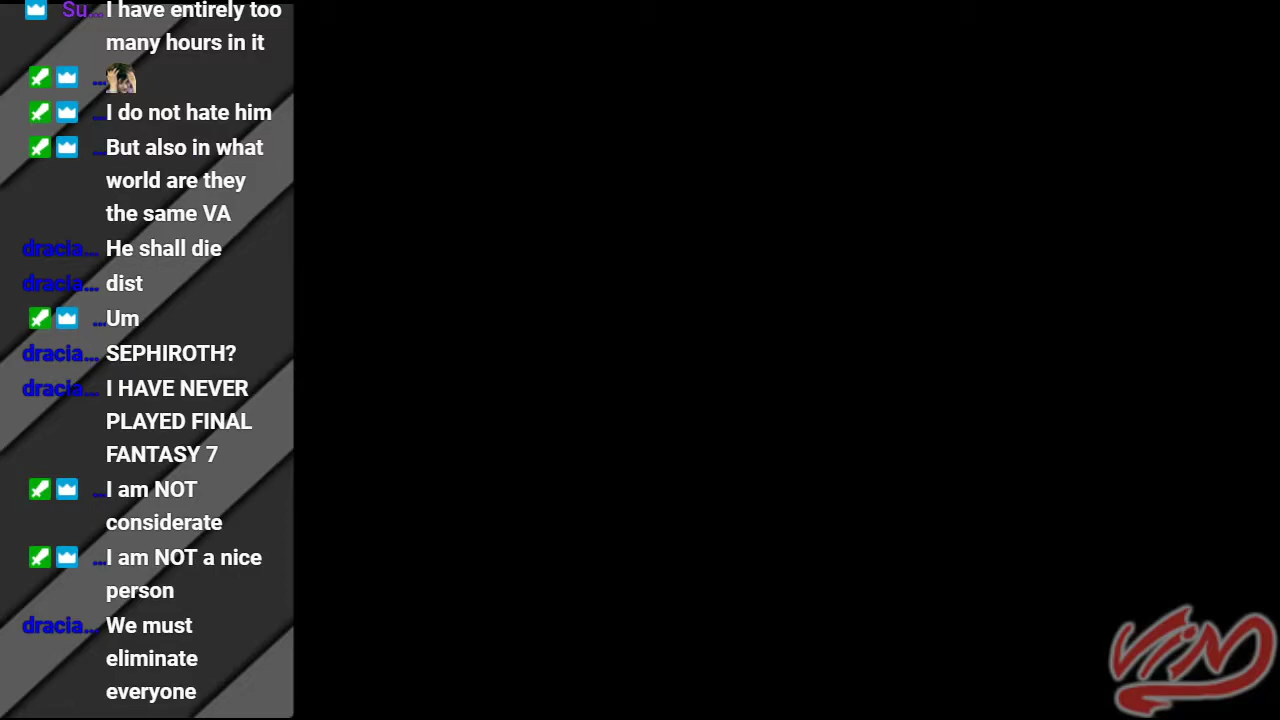 Su... I have entirely too
many hours in it
...
... I do not hate him
... But also in what
world are they
the same VA
dracia... He shall die
dracia... dist
... Um
dracia... SEPHIROTH?
dracia... I HAVE NEVER
PLAYED FINAL
FANTASY 7
... I am NOT
considerate
... I am NOT a nice
person
dracia... We must
eliminate
everyone
VIM